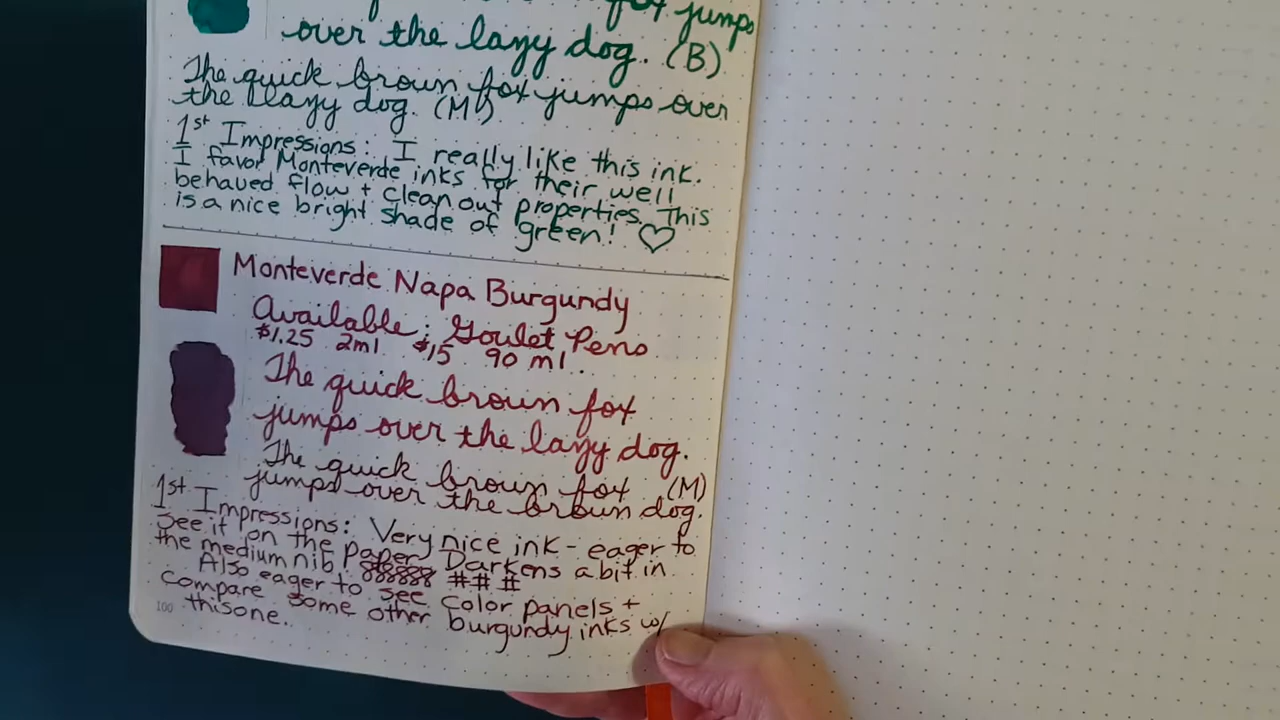 fox jumps
over the lazy dog. (B)
The quick brown fox jumps over
the lazy dog. (M)
1st Impressions: I really like this ink.
I favor Monteverde inks for their well
behaved flow + clean out properties. This
is a nice bright shade of green! ♡
Monteverde Napa Burgundy
Available: Goulet Pens
$1.25 2ml $15 90 ml.
The quick brown fox
jumps over the lazy dog.
The quick brown fox (M)
jumps over the brown dog.
1st Impressions: Very nice ink - eager to
see it on the paper. Darkens a bit in
the medium nib ###
Also eager to see color panels +
compare some other burgundy inks w/
this one.
100